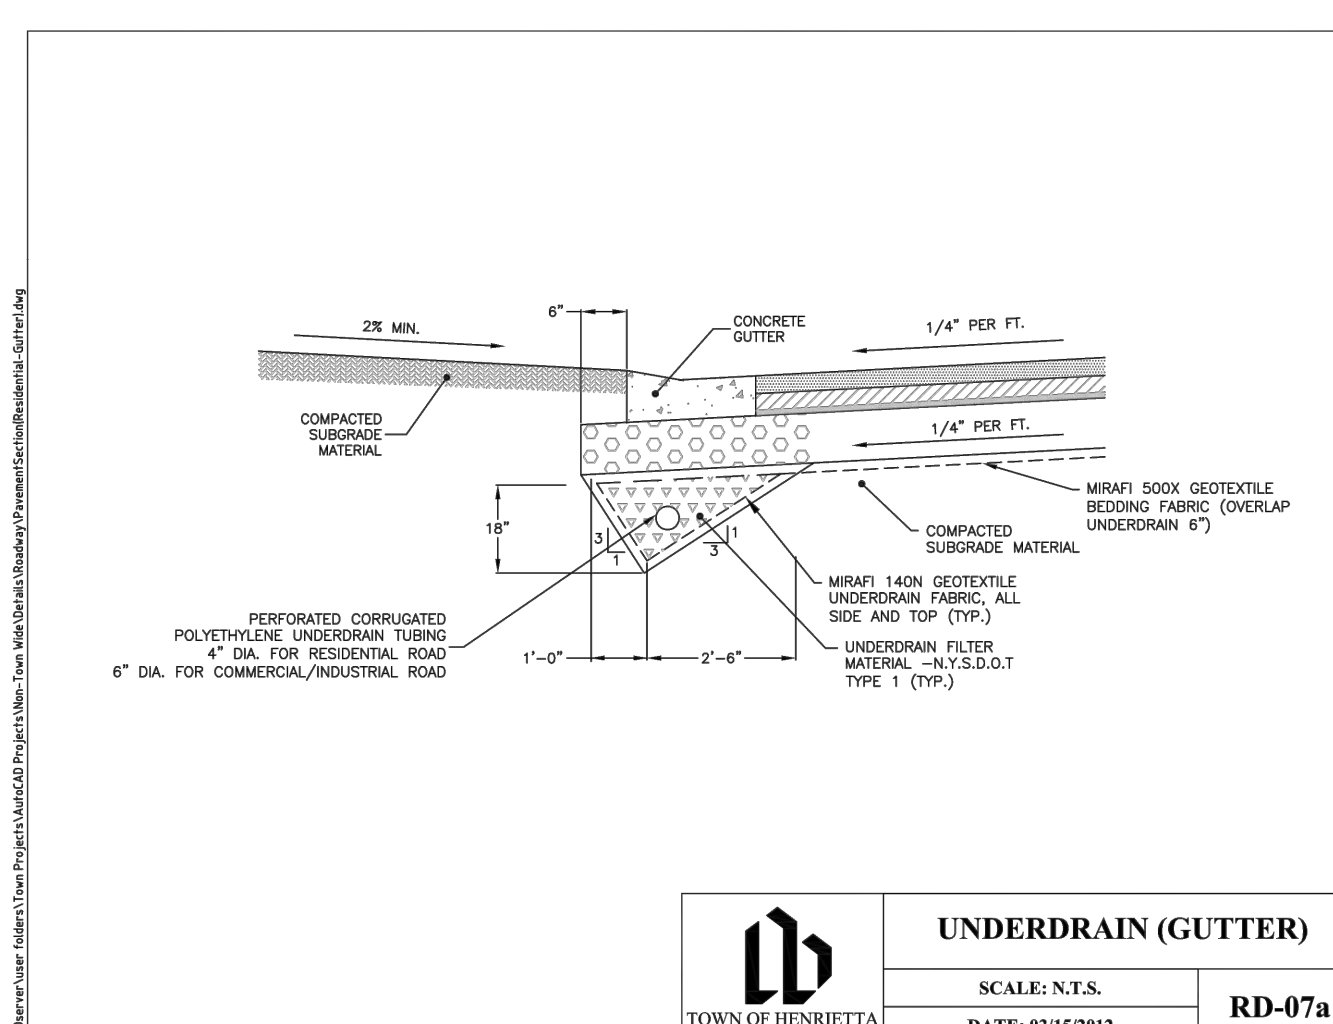 6"
CONCRETE
GUTTER
2% MIN.
1/4" PER FT.
COMPACTED
SUBGRADE
MATERIAL
1/4" PER FT.
MIRAFI 500X GEOTEXTILE
BEDDING FABRIC (OVERLAP
UNDERDRAIN 6")
18"
3
1
1
3
COMPACTED
SUBGRADE MATERIAL
MIRAFI 140N GEOTEXTILE
UNDERDRAIN FABRIC, ALL
SIDE AND TOP (TYP.)
PERFORATED CORRUGATED
POLYETHYLENE UNDERDRAIN TUBING
4" DIA. FOR RESIDENTIAL ROAD
6" DIA. FOR COMMERCIAL/INDUSTRIAL ROAD
1'-0"
2'-6"
UNDERDRAIN FILTER
MATERIAL -N.Y.S.D.O.T
TYPE 1 (TYP.)
server\user folders\Town Projects\AutoCAD Projects\Non-Town Wide\Details\Roadway\PavementSection(Residential-Gutter).dwg
UNDERDRAIN (GUTTER)
SCALE: N.T.S.
RD-07a
TOWN OF HENRIETTA
DATE: 03/15/2012